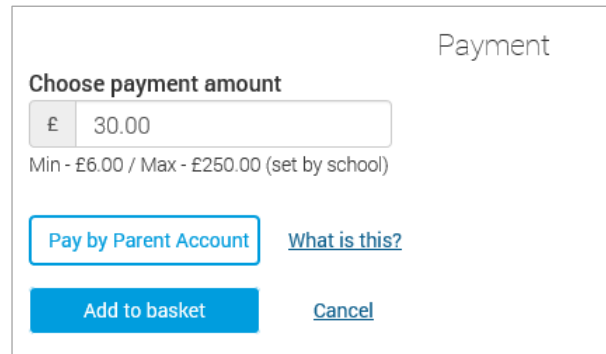 Payment
Choose payment amount
£ 30.00
Min - £6.00 / Max - £250.00 (set by school)
Pay by Parent Account What is this?
Add to basket Cancel